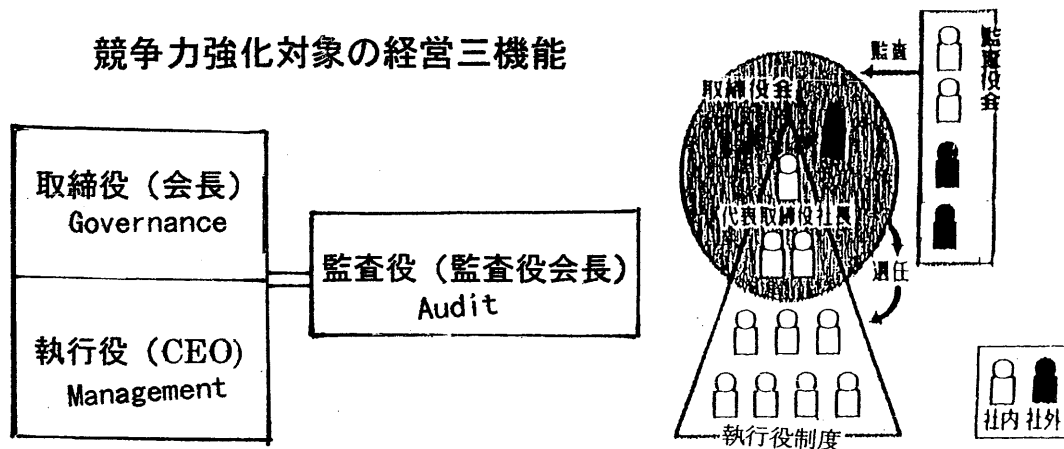 競争力強化対象の経営三機能
取締役（会長）
Governance
執行役（CEO）
Management
監査役（監査役会長）
Audit
監査
監査役会
取締役会
代表取締役社長
選任
執行役制度
社内 社外